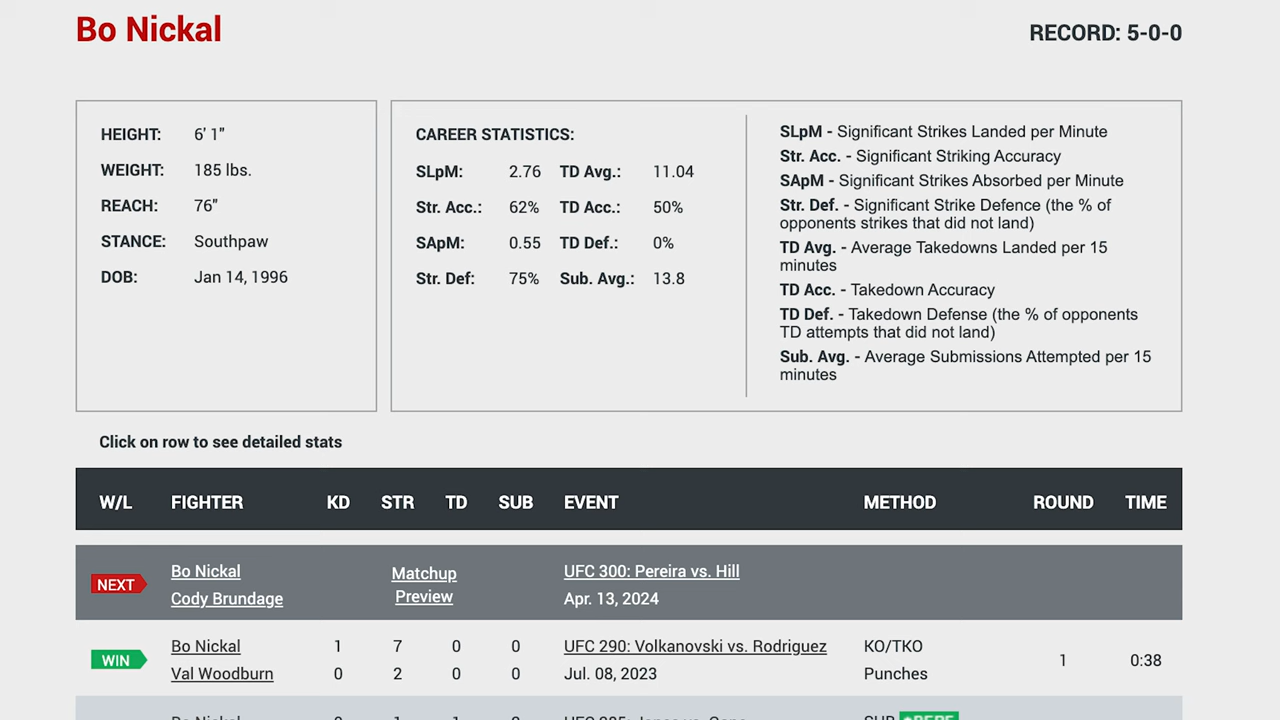 Bo Nickal
RECORD: 5-0-0
HEIGHT: 6' 1"
WEIGHT: 185 lbs.
REACH: 76"
STANCE: Southpaw
DOB: Jan 14, 1996
CAREER STATISTICS:
SLpM: 2.76 TD Avg.: 11.04
Str. Acc.: 62% TD Acc.: 50%
SApM: 0.55 TD Def.: 0%
Str. Def: 75% Sub. Avg.: 13.8
SLpM - Significant Strikes Landed per Minute
Str. Acc. - Significant Striking Accuracy
SApM - Significant Strikes Absorbed per Minute
Str. Def. - Significant Strike Defence (the % of
opponents strikes that did not land)
TD Avg. - Average Takedowns Landed per 15
minutes
TD Acc. - Takedown Accuracy
TD Def. - Takedown Defense (the % of opponents
TD attempts that did not land)
Sub. Avg. - Average Submissions Attempted per 15
minutes
Click on row to see detailed stats
W/L FIGHTER KD STR TD SUB EVENT METHOD ROUND TIME
NEXT
Bo Nickal
Cody Brundage
Matchup
Preview
UFC 300: Pereira vs. Hill
Apr. 13, 2024
WIN
Bo Nickal 1 7 0 0 UFC 290: Volkanovski vs. Rodriguez KO/TKO
Val Woodburn 0 2 0 0 Jul. 08, 2023 Punches
1 0:38
Bo Nickal